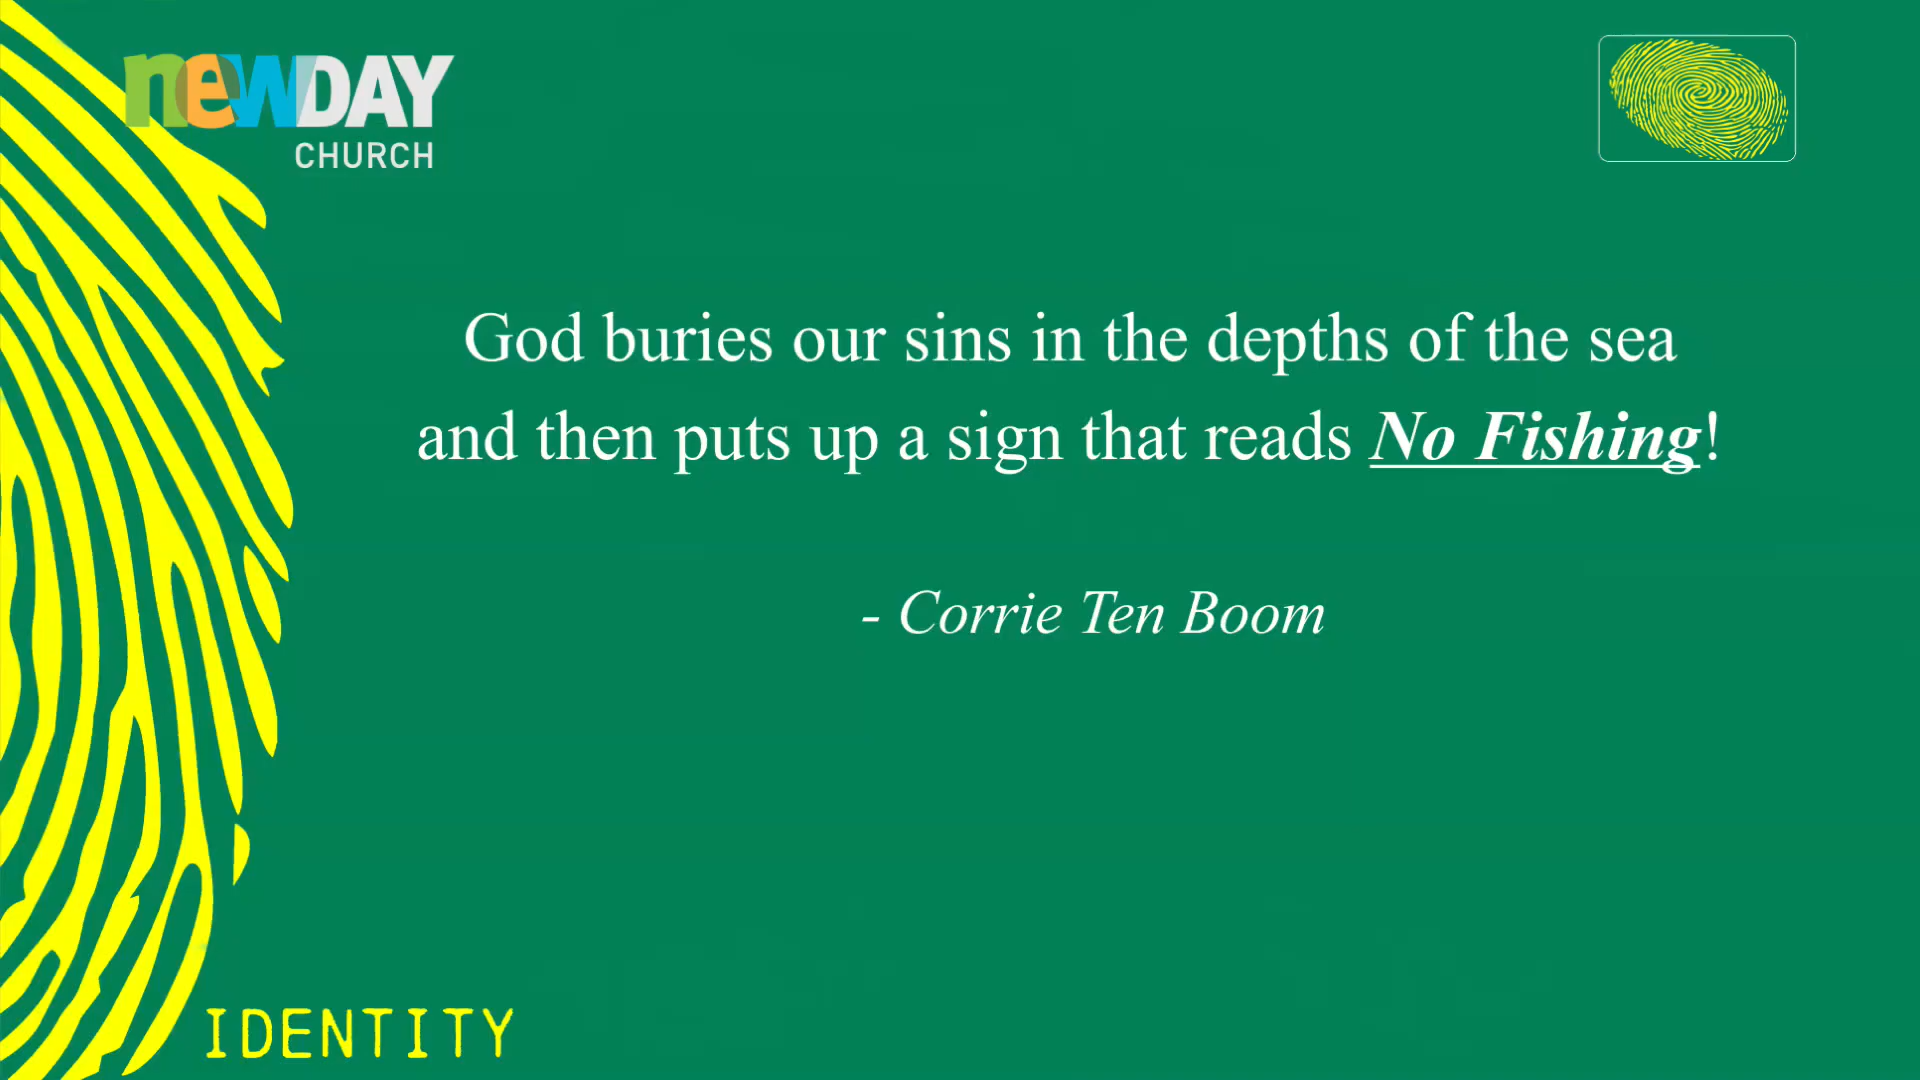 newDAY
CHURCH
God buries our sins in the depths of the sea
and then puts up a sign that reads No Fishing!
- Corrie Ten Boom
IDENTITY